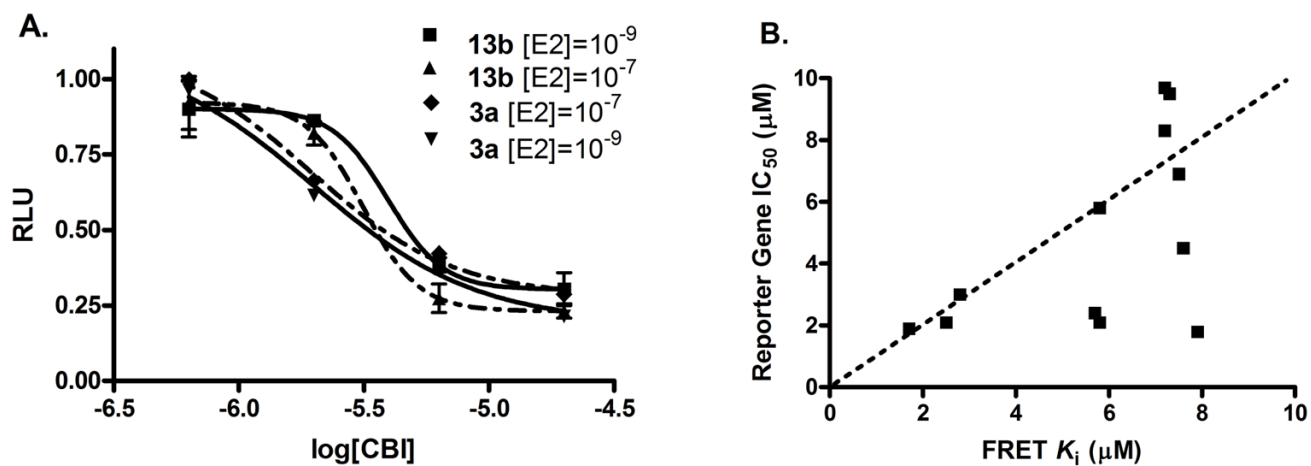 A.
13b [E2]=10⁻⁹
13b [E2]=10⁻⁷
3a [E2]=10⁻⁷
3a [E2]=10⁻⁹
1.00
0.75
0.50
0.25
0.00
RLU
-6.5 -6.0 -5.5 -5.0 -4.5
log[CBI]
B.
10
8
6
4
2
0
Reporter Gene IC₅₀ (μM)
0 2 4 6 8 10
FRET Kᵢ (μM)